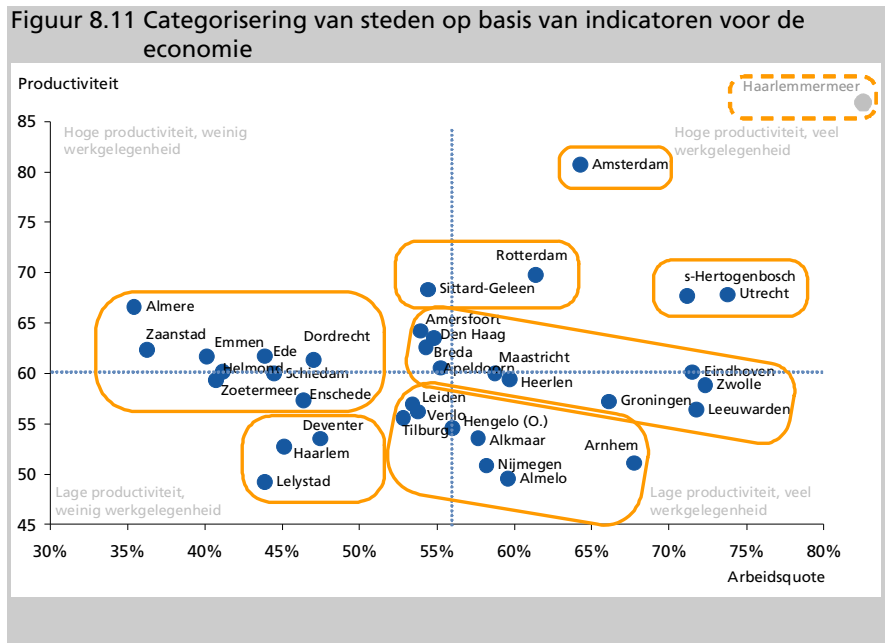 Figuur 8.11 Categorisering van steden op basis van indicatoren voor de
economie
Productiviteit
Haarlemmermeer
85
Hoge productiviteit, weinig
werkgelegenheid
Hoge productiviteit, veel
werkgelegenheid
80
Amsterdam
70
Rotterdam
s-Hertogenbosch
Sittard-Geleen
Utrecht
Almere
65
Amersfoort
Zaanstad
Emmen
Ede
Dordrecht
Den Haag
Breda
Maastricht
60
Helmond
Schiedam
Apeldoorn
Heerlen
Eindhoven
Zwolle
Zoetermeer
Enschede
Leiden
Groningen
Leeuwarden
55
Venlo
Tilburg
Hengelo (O.)
Deventer
Alkmaar
Arnhem
Haarlem
50
Nijmegen
Lelystad
Almelo
Lage productiviteit,
weinig werkgelegenheid
Lage productiviteit, veel
werkgelegenheid
45
30%
35%
40%
45%
50%
55%
60%
65%
70%
75%
80%
Arbeidsquote